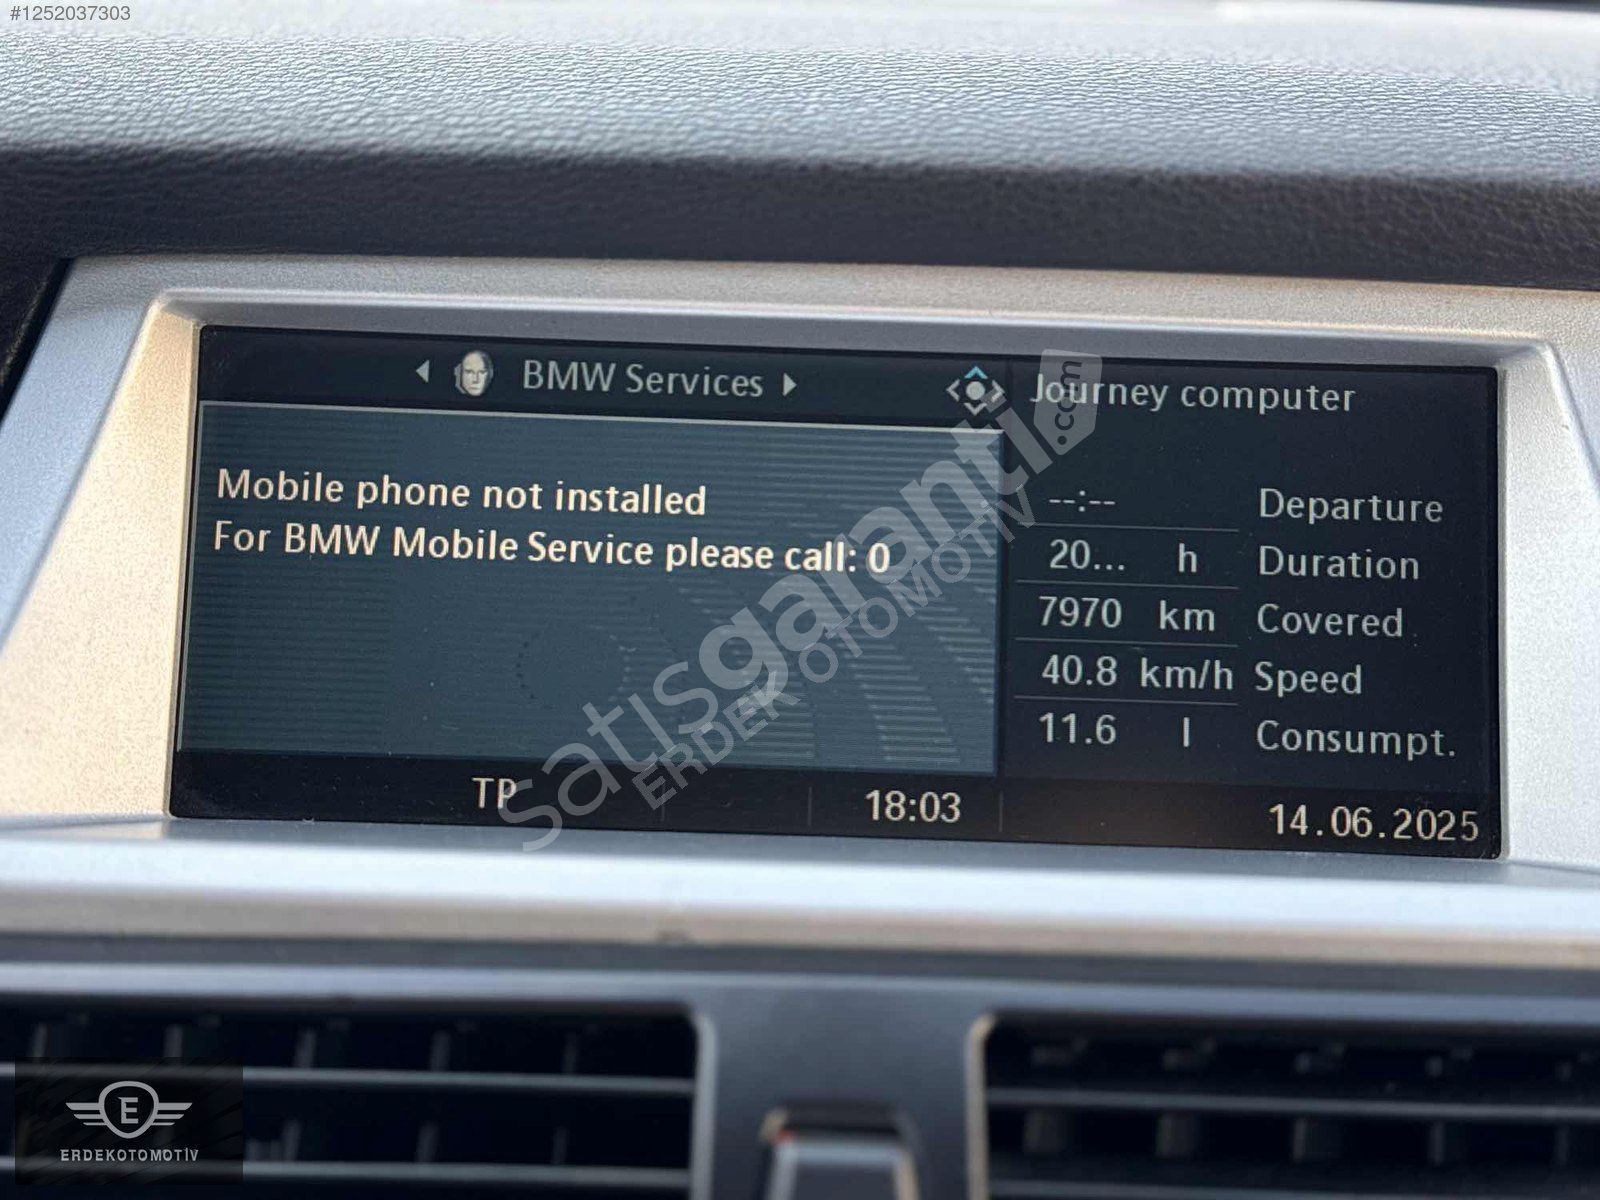 #1252037303
BMW Services
Journey computer
Mobile phone not installed
For BMW Mobile Service please call: 0
--:-- Departure
20... h Duration
7970 km Covered
40.8 km/h Speed
11.6 l Consumpt.
TP 18:03 14.06.2025
satısgaranti.com
ERDEK OTOMOTİV
E
ERDEKOTOMOTİV